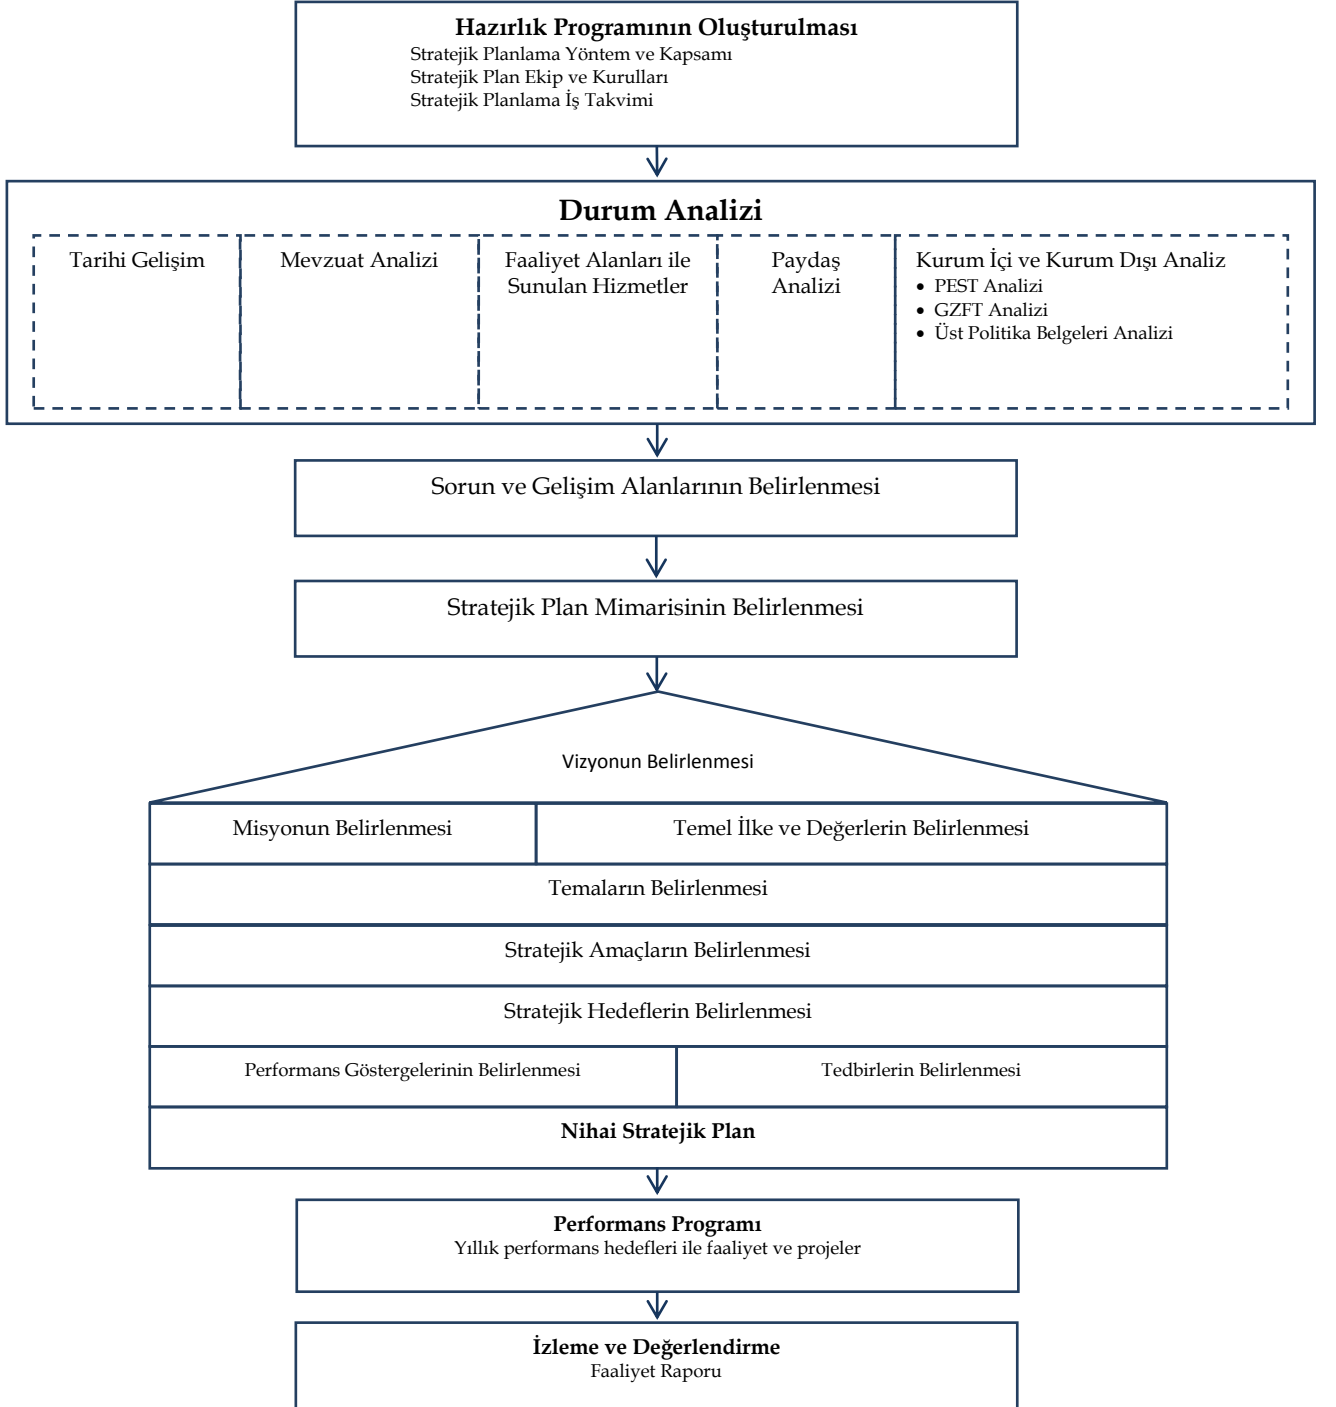 Hazırlık Programının Oluşturulması
Stratejik Planlama Yöntem ve Kapsamı
Stratejik Plan Ekip ve Kurulları
Stratejik Planlama İş Takvimi
Durum Analizi
Tarihi Gelişim
Mevzuat Analizi
Faaliyet Alanları ile
Sunulan Hizmetler
Paydaş
Analizi
Kurum İçi ve Kurum Dışı Analiz
• PEST Analizi
• GZFT Analizi
• Üst Politika Belgeleri Analizi
Sorun ve Gelişim Alanlarının Belirlenmesi
Stratejik Plan Mimarisinin Belirlenmesi
Vizyonun Belirlenmesi
Misyonun Belirlenmesi
Temel İlke ve Değerlerin Belirlenmesi
Temaların Belirlenmesi
Stratejik Amaçların Belirlenmesi
Stratejik Hedeflerin Belirlenmesi
Performans Göstergelerinin Belirlenmesi
Tedbirlerin Belirlenmesi
Nihai Stratejik Plan
Performans Programı
Yıllık performans hedefleri ile faaliyet ve projeler
İzleme ve Değerlendirme
Faaliyet Raporu